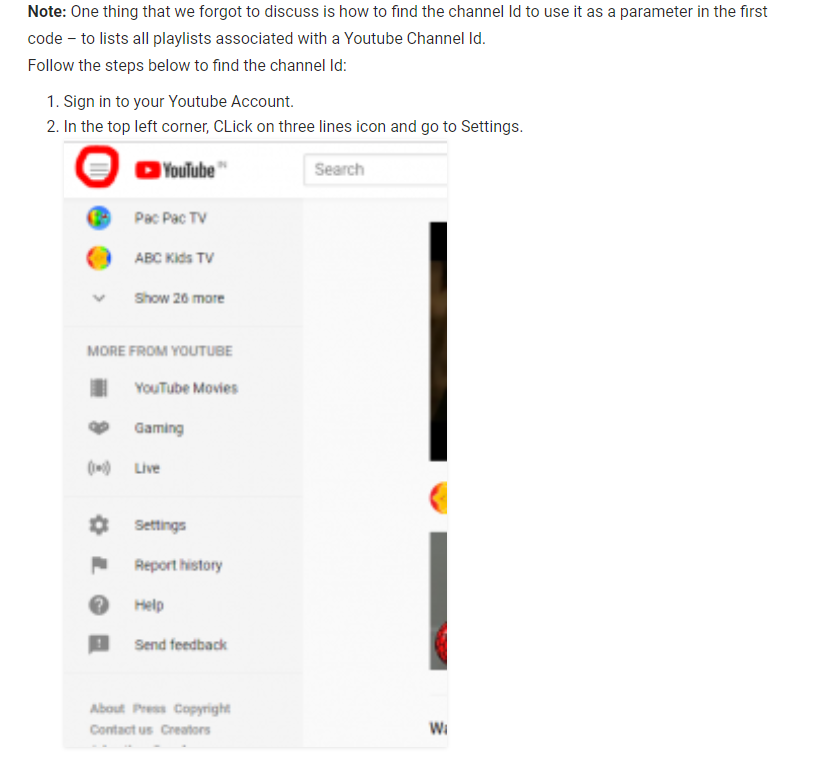 Note: One thing that we forgot to discuss is how to find the channel Id to use it as a parameter in the first
code – to lists all playlists associated with a Youtube Channel Id.
Follow the steps below to find the channel Id:
1. Sign in to your Youtube Account.
2. In the top left corner, CLick on three lines icon and go to Settings.
YouTube IN
Search
Pac Pac TV
ABC Kids TV
Show 26 more
MORE FROM YOUTUBE
YouTube Movies
Gaming
Live
Settings
Report history
Help
Send feedback
About Press Copyright
Contact us Creators